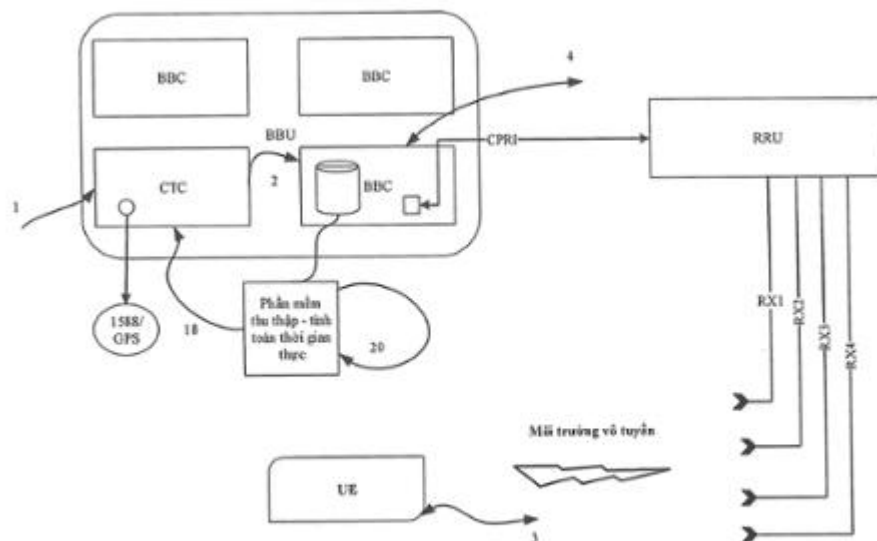 BBC
BBC
4
BBU
CPRI
RRU
CTC
2
BBC
1
1588/
GPS
18
Phần mềm
thu thập - tính
toán thời gian
thực
20
RX1
RX2
RX3
RX4
Môi trường vô tuyến
UE
3